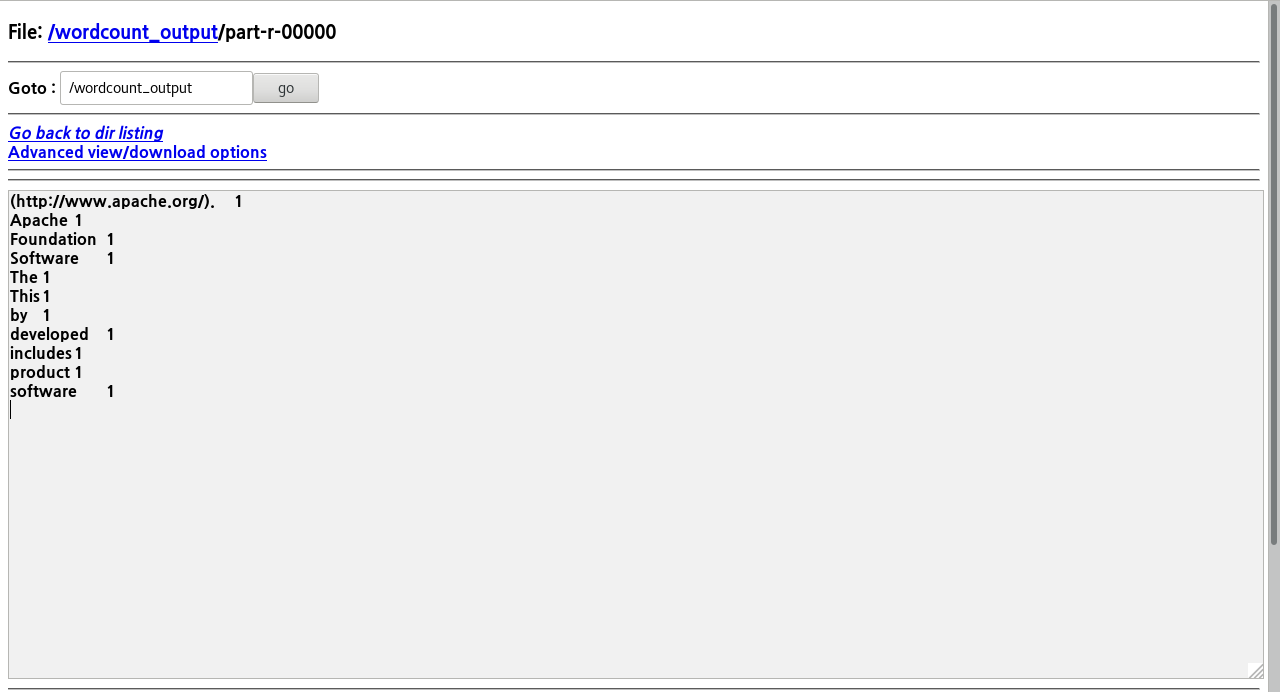 File: /wordcount_output/part-r-00000
Goto : /wordcount_output go
Go back to dir listing
Advanced view/download options
(http://www.apache.org/). 1
Apache 1
Foundation 1
Software 1
The 1
This 1
by 1
developed 1
includes 1
product 1
software 1